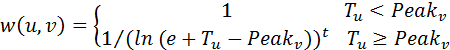 w(u, v) = { 1    T_u < Peak_v
1/(ln (e + T_u − Peak_v))^t    T_u ≥ Peak_v